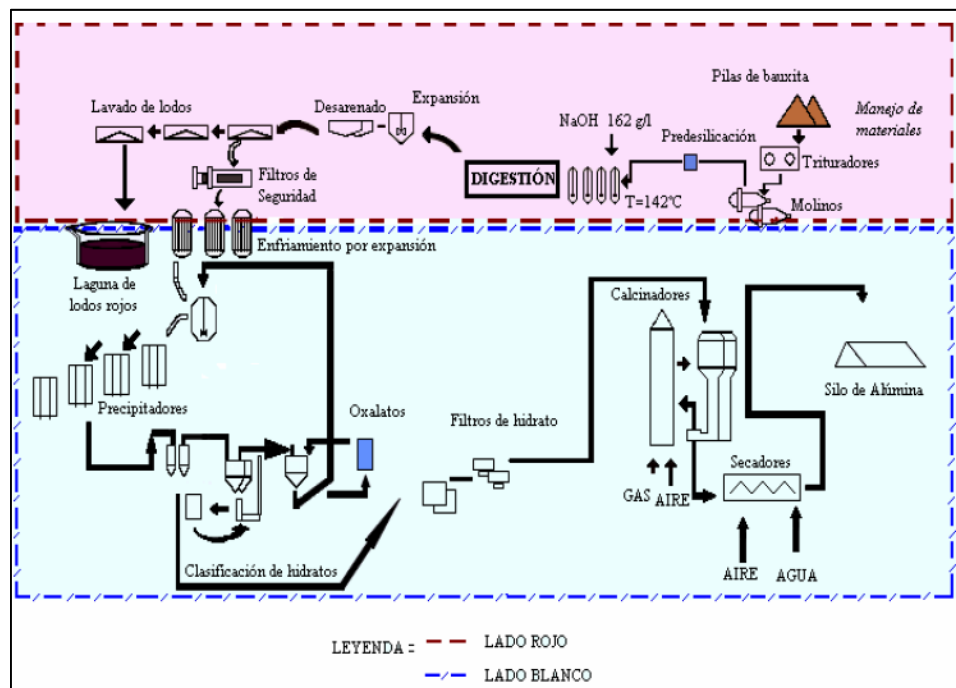 Pilas de bauxita
Manejo de
materiales
Trituradores
Molinos
Predesilicación
NaOH 162 g/l
T=142ºC
DIGESTIÓN
Expansión
Desarenado
Lavado de lodos
Filtros de
Seguridad
Enfriamiento por expansión
Laguna de
lodos rojos
Precipitadores
Oxalatos
Clasificación de hidratos
Filtros de hidrato
Calcinadores
GAS AIRE
Secadores
AIRE
AGUA
Silo de Alúmina
LEYENDA =
LADO ROJO
LADO BLANCO